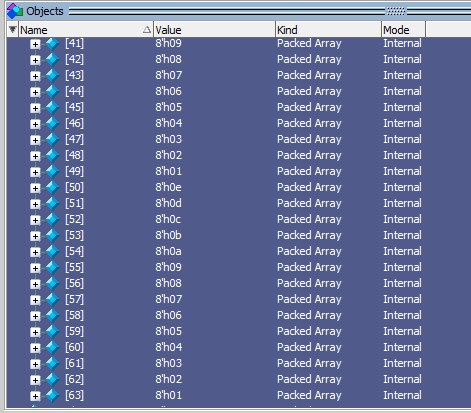 Objects
Name Value Kind Mode
[41] 8'h09 Packed Array Internal
[42] 8'h08 Packed Array Internal
[43] 8'h07 Packed Array Internal
[44] 8'h06 Packed Array Internal
[45] 8'h05 Packed Array Internal
[46] 8'h04 Packed Array Internal
[47] 8'h03 Packed Array Internal
[48] 8'h02 Packed Array Internal
[49] 8'h01 Packed Array Internal
[50] 8'h0e Packed Array Internal
[51] 8'h0d Packed Array Internal
[52] 8'h0c Packed Array Internal
[53] 8'h0b Packed Array Internal
[54] 8'h0a Packed Array Internal
[55] 8'h09 Packed Array Internal
[56] 8'h08 Packed Array Internal
[57] 8'h07 Packed Array Internal
[58] 8'h06 Packed Array Internal
[59] 8'h05 Packed Array Internal
[60] 8'h04 Packed Array Internal
[61] 8'h03 Packed Array Internal
[62] 8'h02 Packed Array Internal
[63] 8'h01 Packed Array Internal